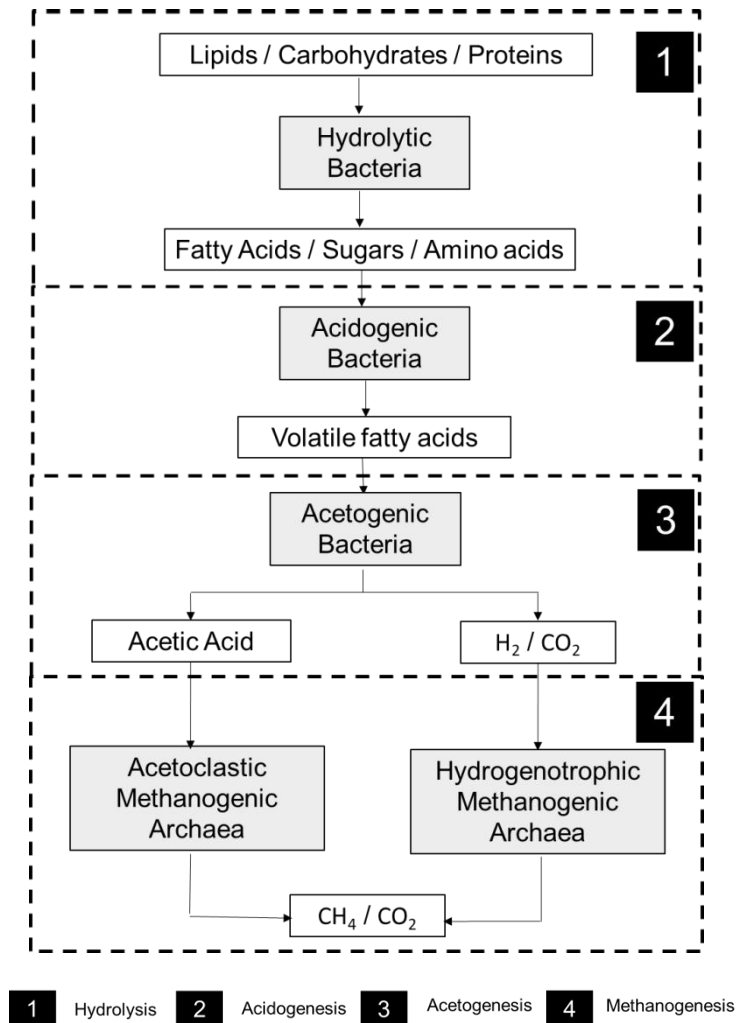 Lipids / Carbohydrates / Proteins
1
Hydrolytic
Bacteria
Fatty Acids / Sugars / Amino acids
Acidogenic
Bacteria
2
Volatile fatty acids
Acetogenic
Bacteria
3
Acetic Acid
H₂ / CO₂
4
Acetoclastic
Methanogenic
Archaea
Hydrogenotrophic
Methanogenic
Archaea
CH₄ / CO₂
1 Hydrolysis 2 Acidogenesis 3 Acetogenesis 4 Methanogenesis